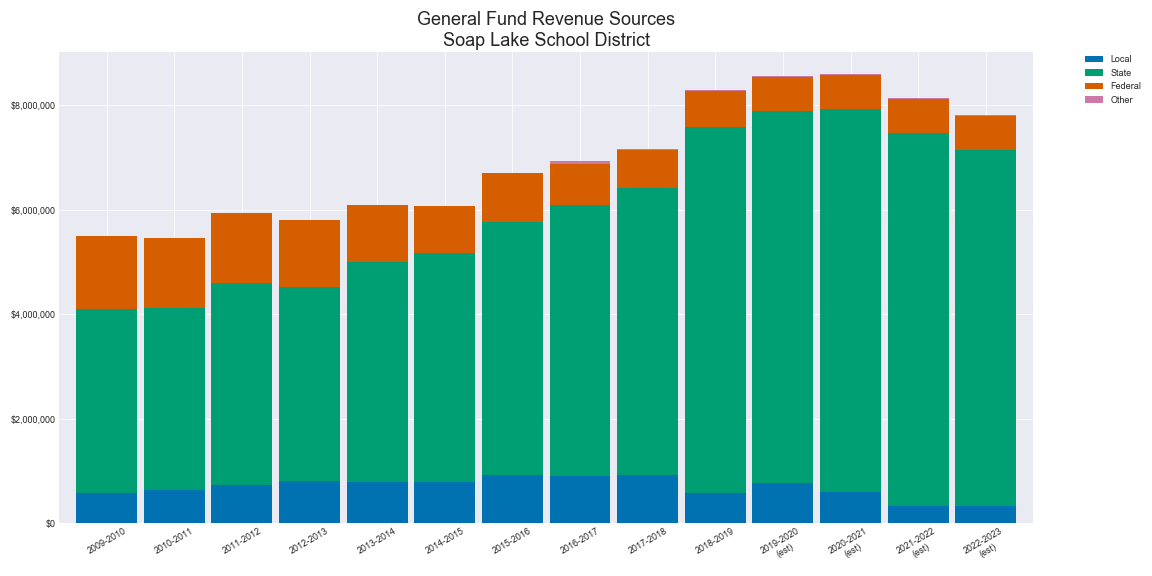 General Fund Revenue Sources
Soap Lake School District
Local
State
Federal
Other
$8,000,000
$6,000,000
$4,000,000
$2,000,000
$0
2009-2010
2010-2011
2011-2012
2012-2013
2013-2014
2014-2015
2015-2016
2016-2017
2017-2018
2018-2019
2019-2020
(est)
2020-2021
(est)
2021-2022
(est)
2022-2023
(est)